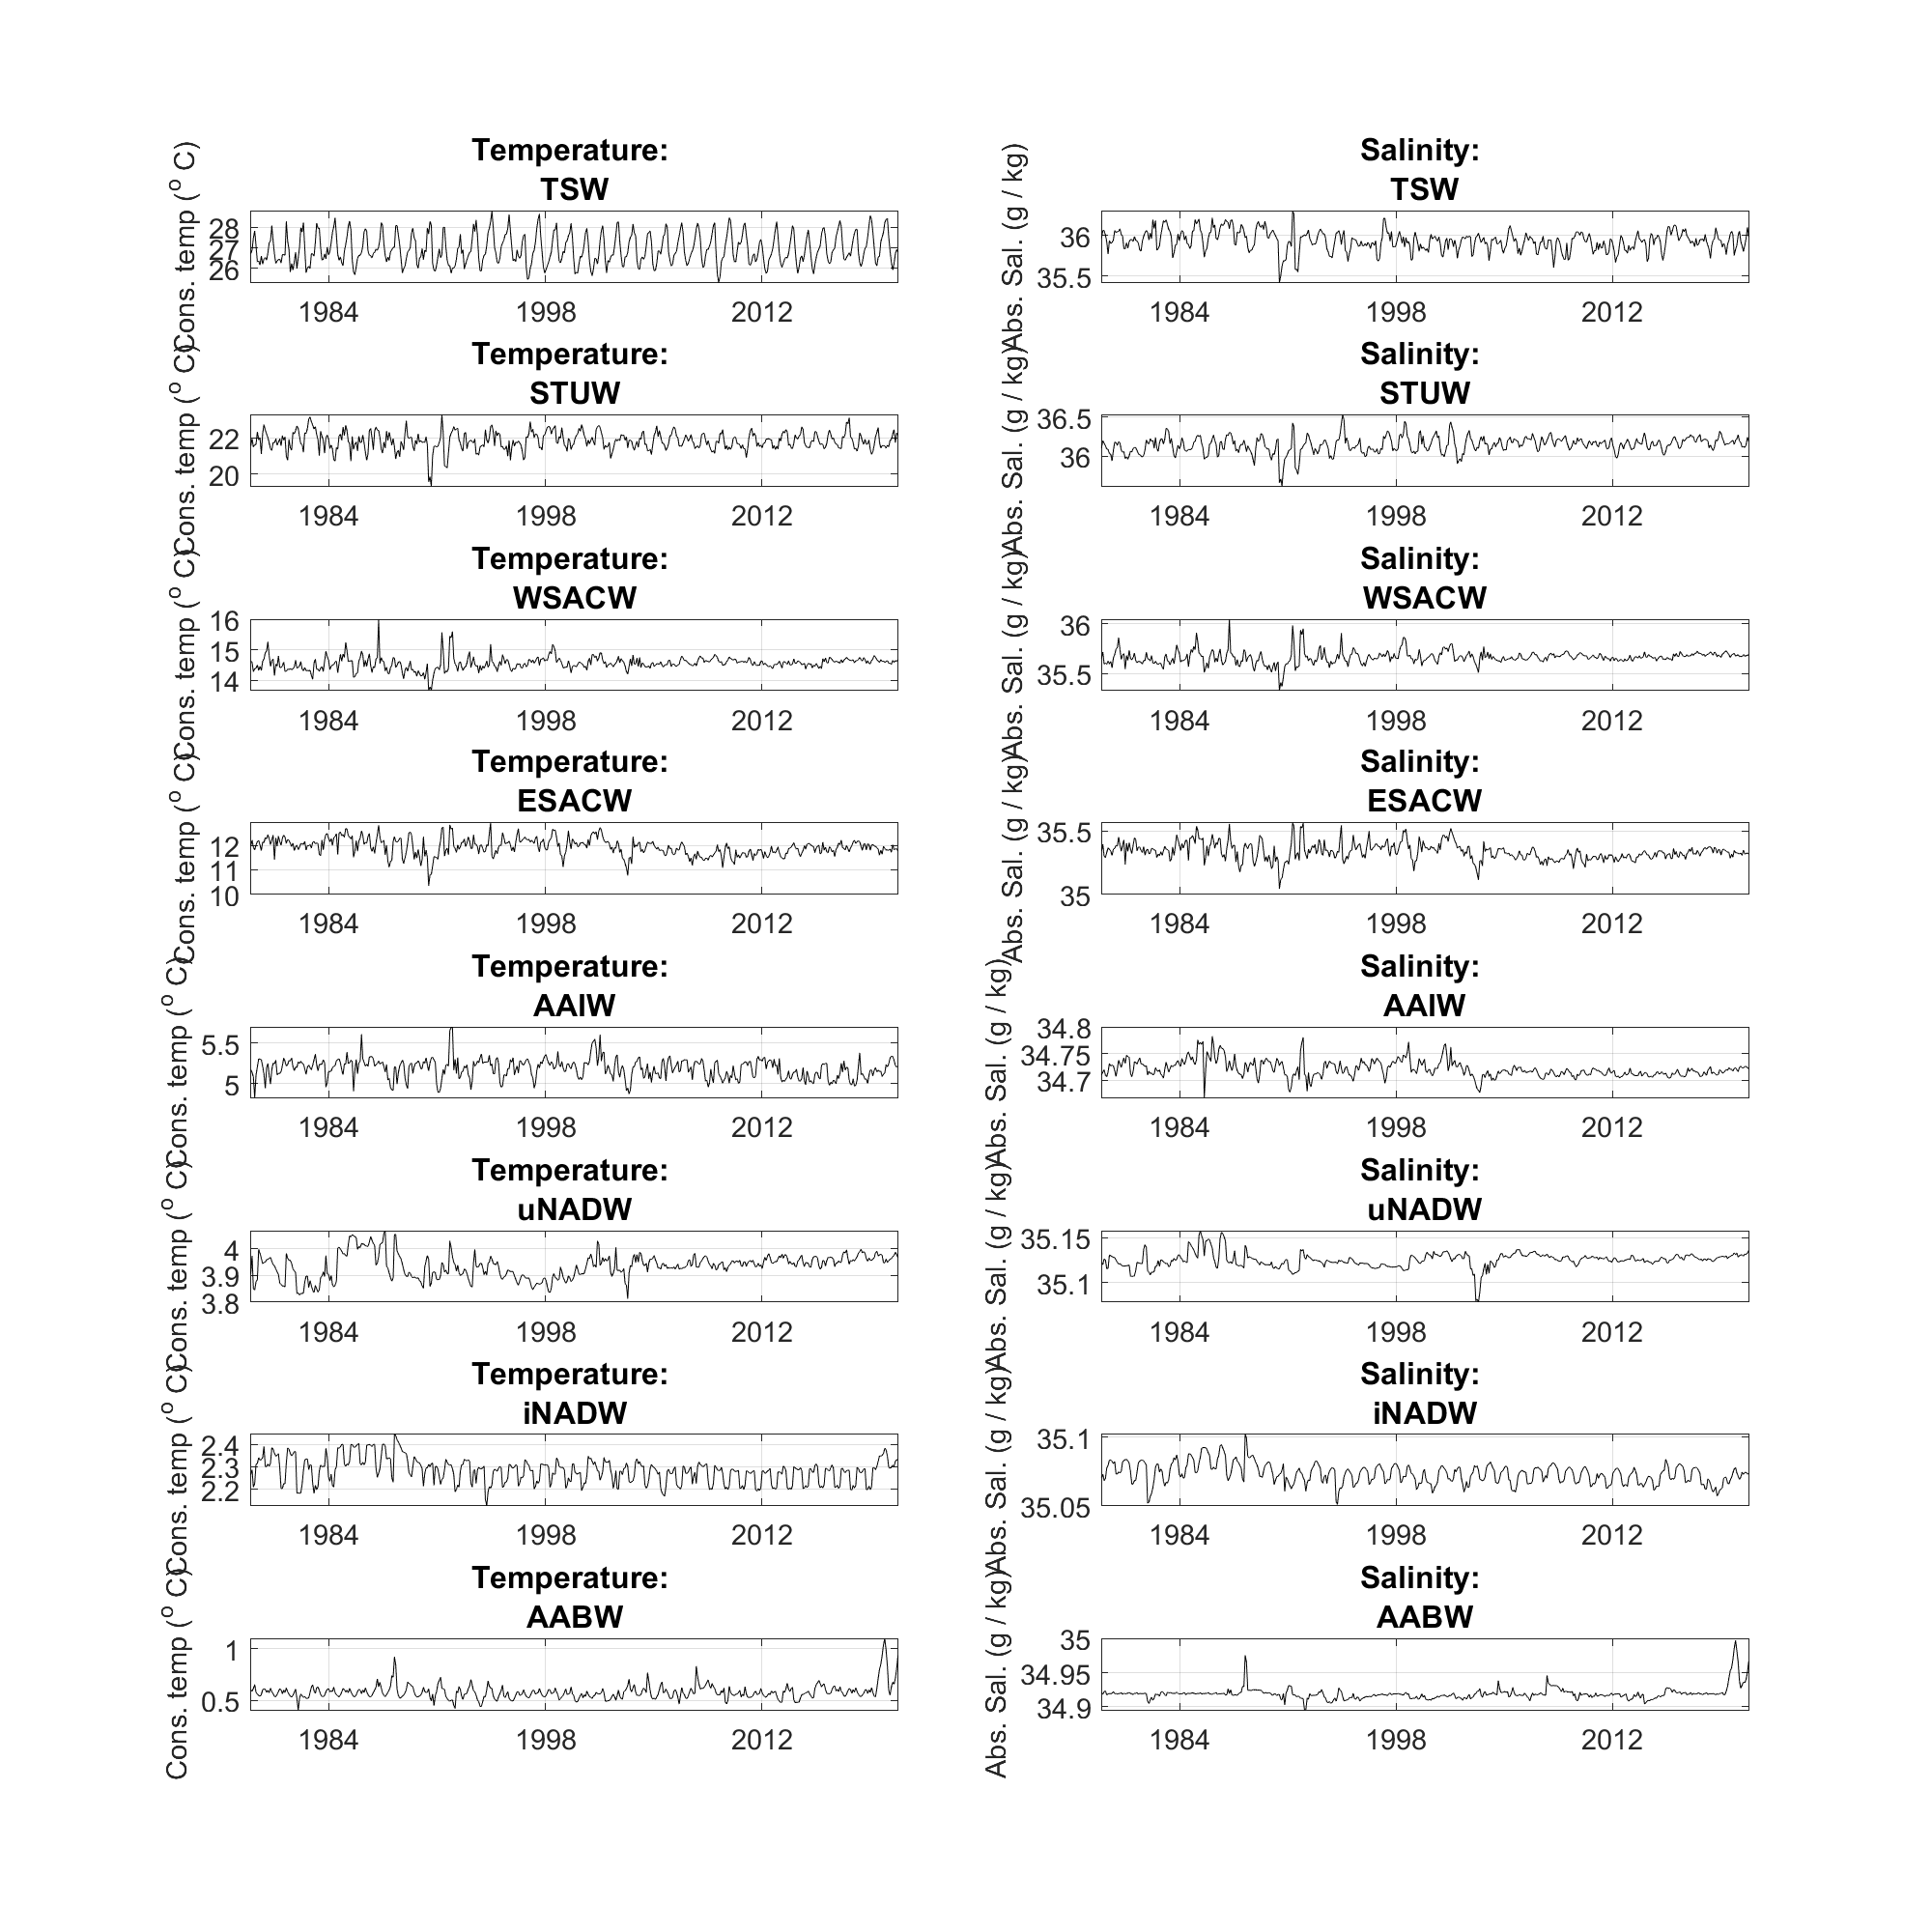 Temperature:
TSW
Cons. temp (° C)
28
27
26
1984
1998
2012
Salinity:
TSW
Abs. Sal. (g / kg)
36
35.5
1984
1998
2012
Temperature:
STUW
Cons. temp (° C)
22
20
1984
1998
2012
Salinity:
STUW
Abs. Sal. (g / kg)
36.5
36
1984
1998
2012
Temperature:
WSACW
Cons. temp (° C)
16
15
14
1984
1998
2012
Salinity:
WSACW
Abs. Sal. (g / kg)
36
35.5
1984
1998
2012
Temperature:
ESACW
Cons. temp (° C)
12
11
10
1984
1998
2012
Salinity:
ESACW
Abs. Sal. (g / kg)
35.5
35
1984
1998
2012
Temperature:
AAIW
Cons. temp (° C)
5.5
5
1984
1998
2012
Salinity:
AAIW
Abs. Sal. (g / kg)
34.8
34.75
34.7
1984
1998
2012
Temperature:
uNADW
Cons. temp (° C)
4
3.9
3.8
1984
1998
2012
Salinity:
uNADW
Abs. Sal. (g / kg)
35.15
35.1
1984
1998
2012
Temperature:
iNADW
Cons. temp (° C)
2.4
2.3
2.2
1984
1998
2012
Salinity:
iNADW
Abs. Sal. (g / kg)
35.1
35.05
1984
1998
2012
Temperature:
AABW
Cons. temp (° C)
1
0.5
1984
1998
2012
Salinity:
AABW
Abs. Sal. (g / kg)
35
34.95
34.9
1984
1998
2012